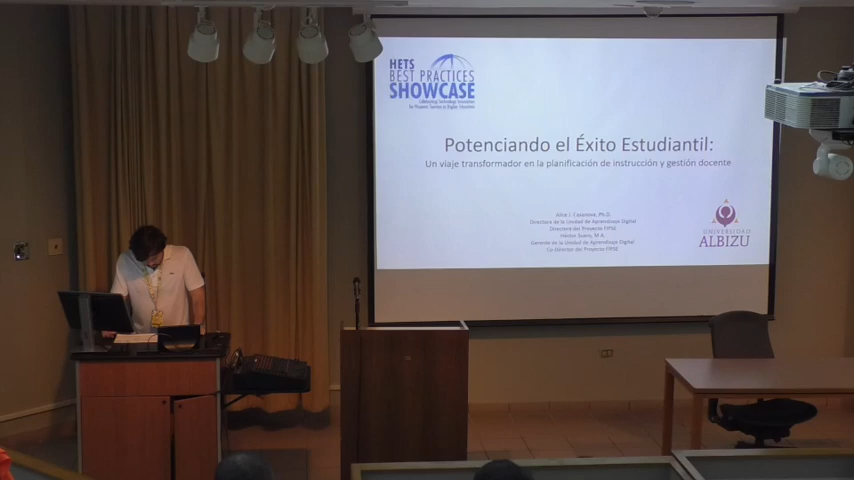 HETS
BEST PRACTICES
SHOWCASE
Potenciando el Éxito Estudiantil:
Un viaje transformador en la planificación de instrucción y gestión docente
Directora de la Unidad de Aprendizaje Digital
Directora del Proyecto FIPSE
Gerente de la Unidad de Aprendizaje Digital
Co-Director del Proyecto FIPSE
UNIVERSIDAD
ALBIZU